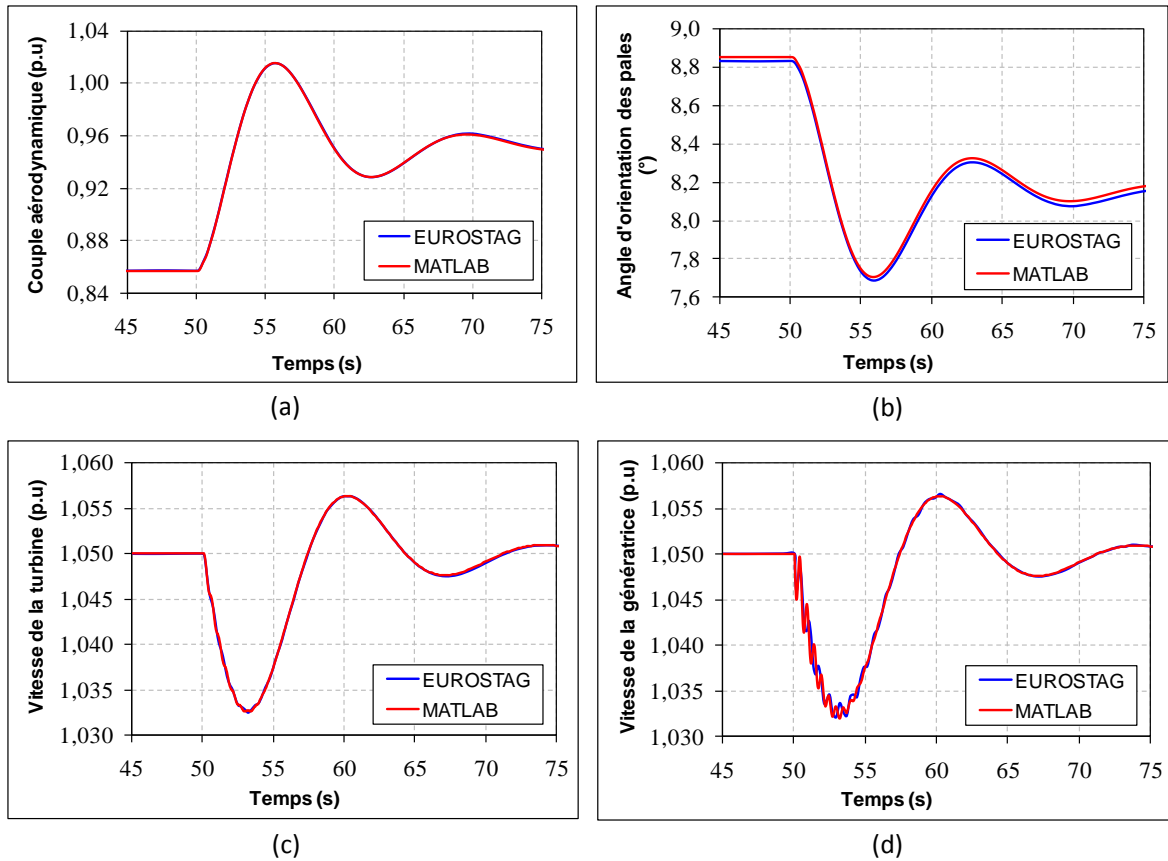 Couple aérodynamique (p.u)
1,04
1,00
0,96
0,92
0,88
0,84
EUROSTAG
MATLAB
45 50 55 60 65 70 75
Temps (s)
(a)
Angle d'orientation des pales
(°)
9,0
8,8
8,6
8,4
8,2
8,0
7,8
7,6
EUROSTAG
MATLAB
45 50 55 60 65 70 75
Temps (s)
(b)
Vitesse de la turbine (p.u)
1,060
1,055
1,050
1,045
1,040
1,035
1,030
EUROSTAG
MATLAB
45 50 55 60 65 70 75
Temps (s)
(c)
Vitesse de la génératrice (p.u)
1,060
1,055
1,050
1,045
1,040
1,035
1,030
EUROSTAG
MATLAB
45 50 55 60 65 70 75
Temps (s)
(d)